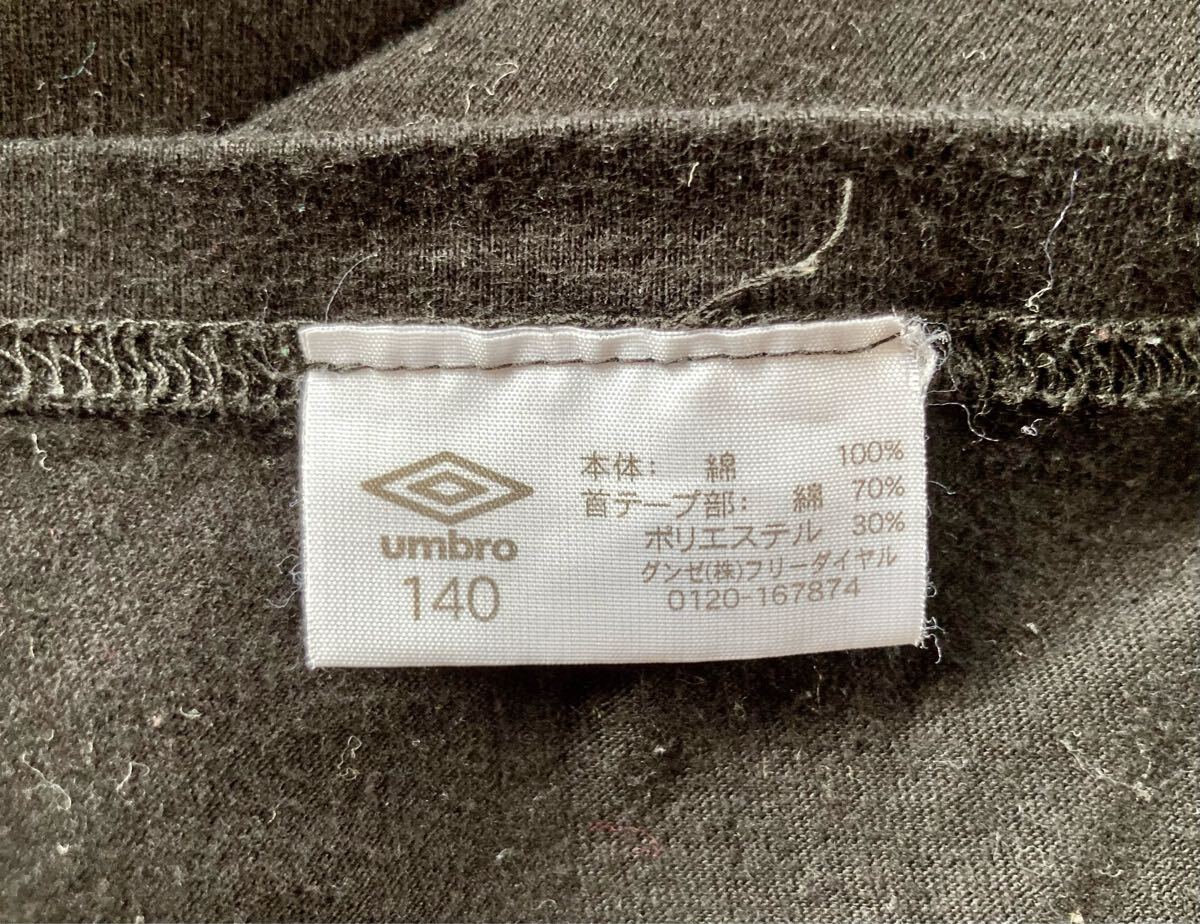 umbro
140
本体： 綿 100%
首テープ部： 綿 70%
ポリエステル 30%
グンゼ(株)フリーダイヤル
0120-167874